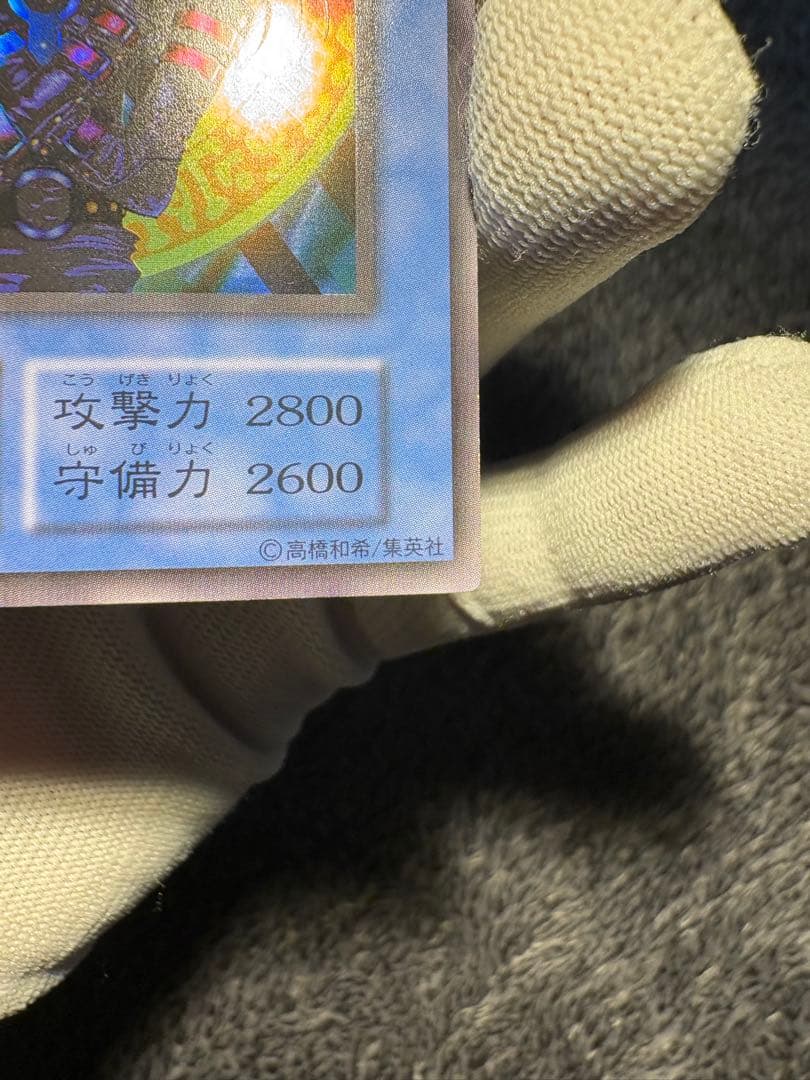 こう げき りょく
攻撃力 2800
しゅ び りょく
守備力 2600
©高橋和希/集英社